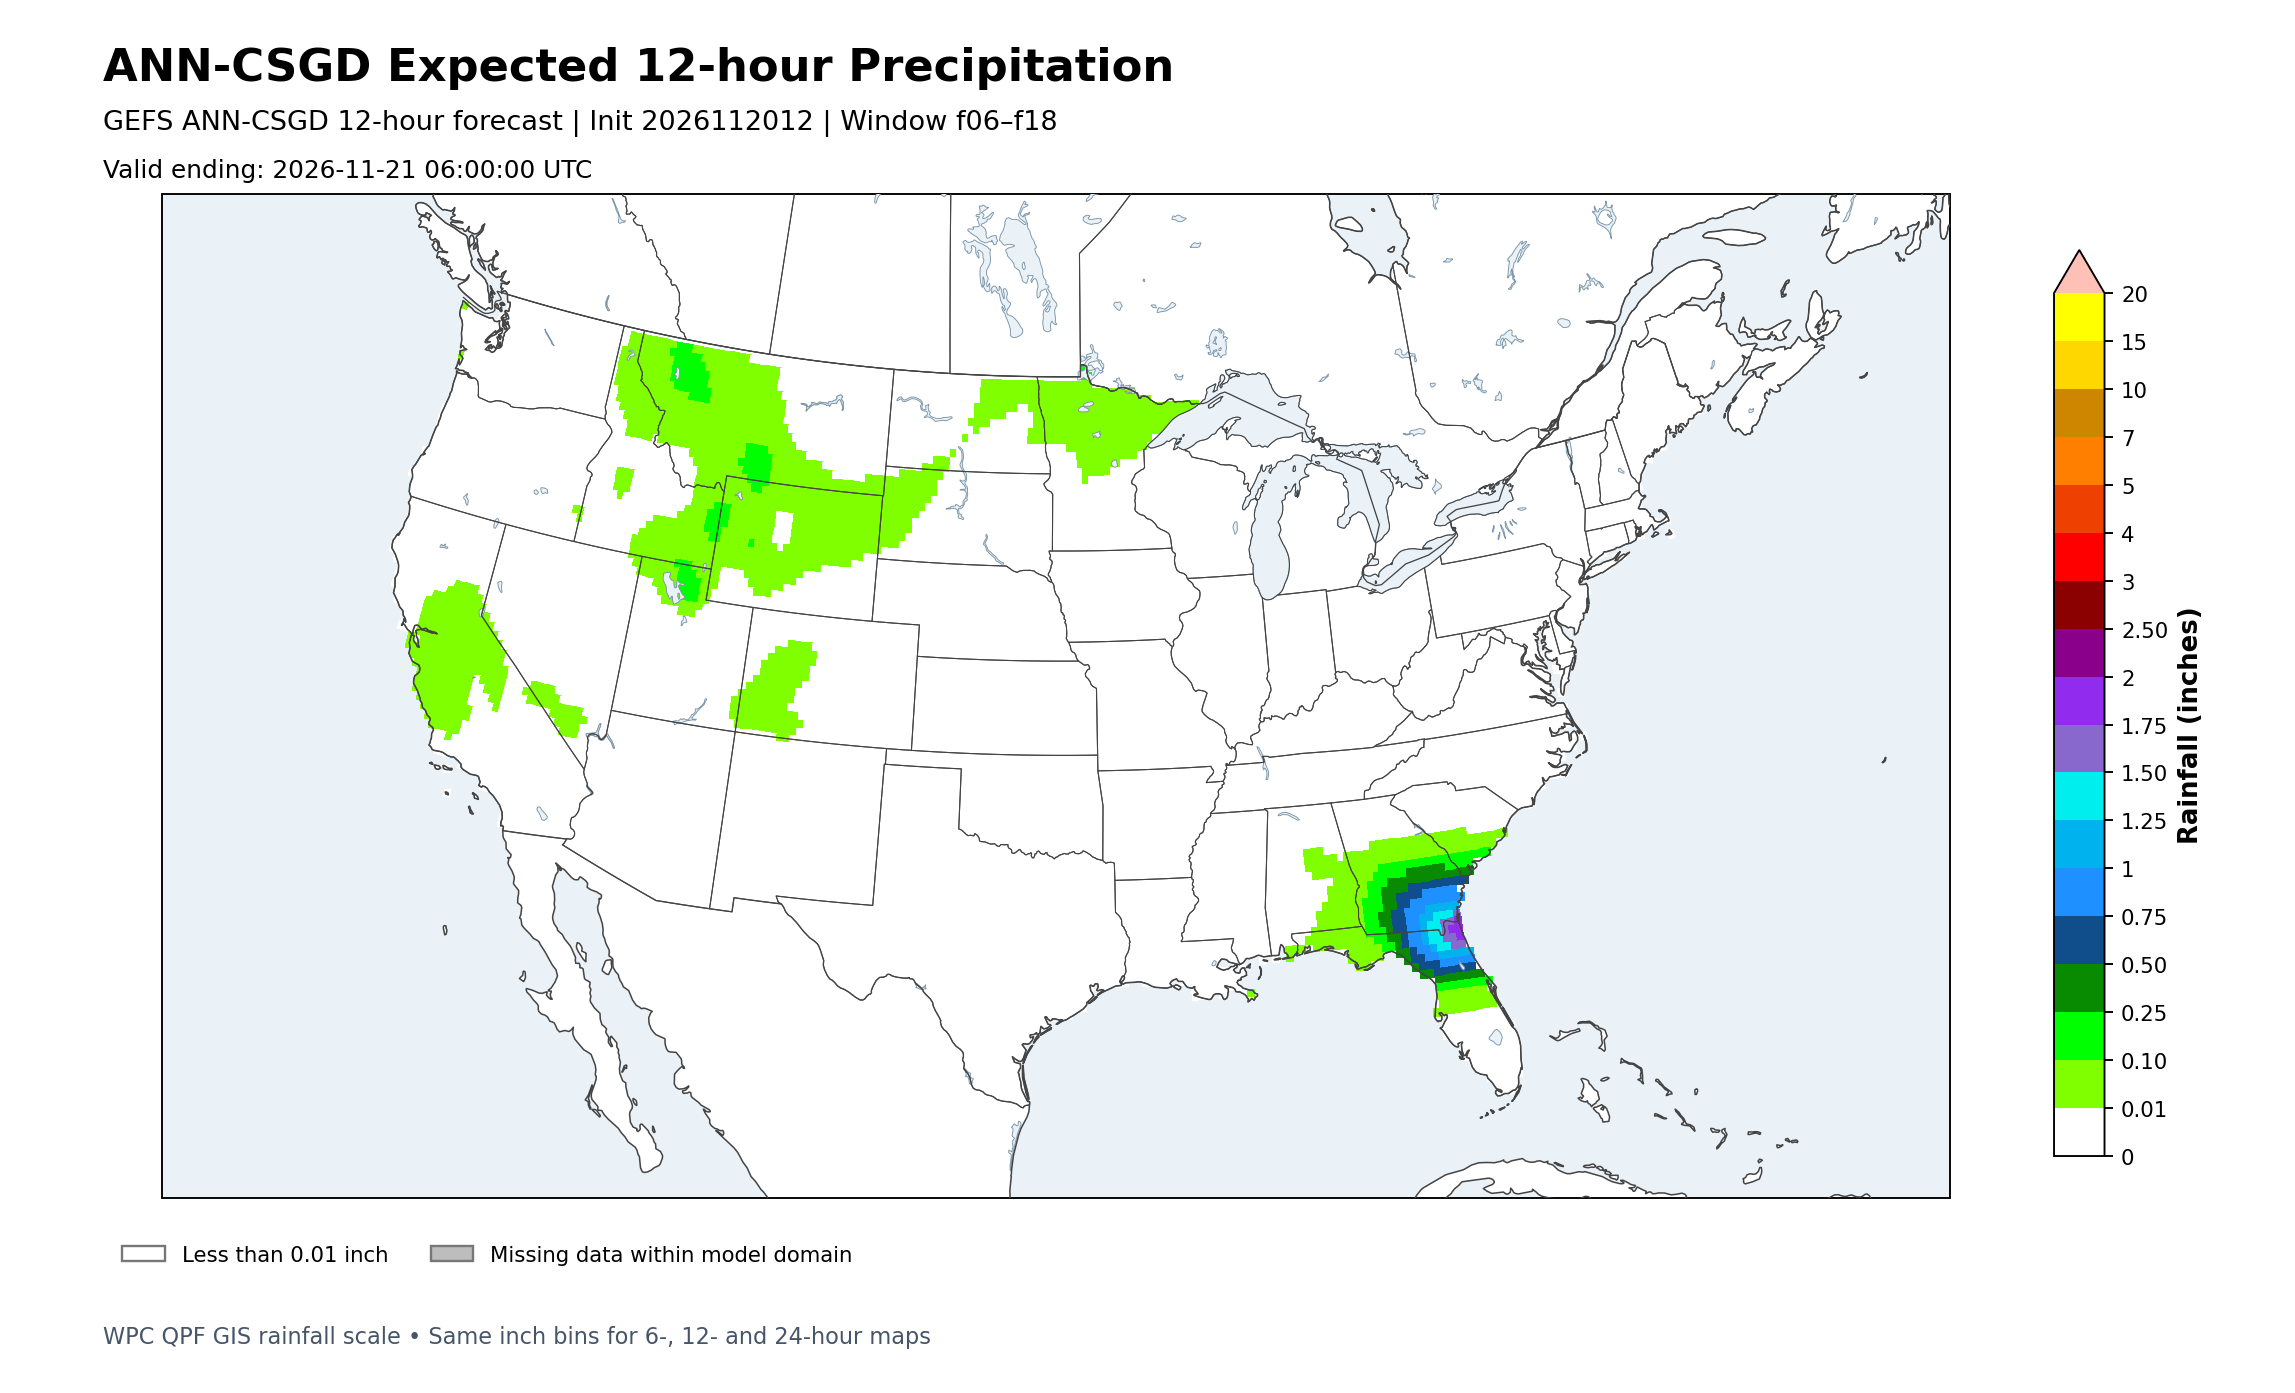 ANN-CSGD Expected 12-hour Precipitation
GEFS ANN-CSGD 12-hour forecast | Init 2026112012 | Window f06–f18
Valid ending: 2026-11-21 06:00:00 UTC
20
15
10
7
5
4
3
2.50
2
1.75
1.50
1.25
1
0.75
0.50
0.25
0.10
0.01
0
Rainfall (inches)
Less than 0.01 inch
Missing data within model domain
WPC QPF GIS rainfall scale • Same inch bins for 6-, 12- and 24-hour maps